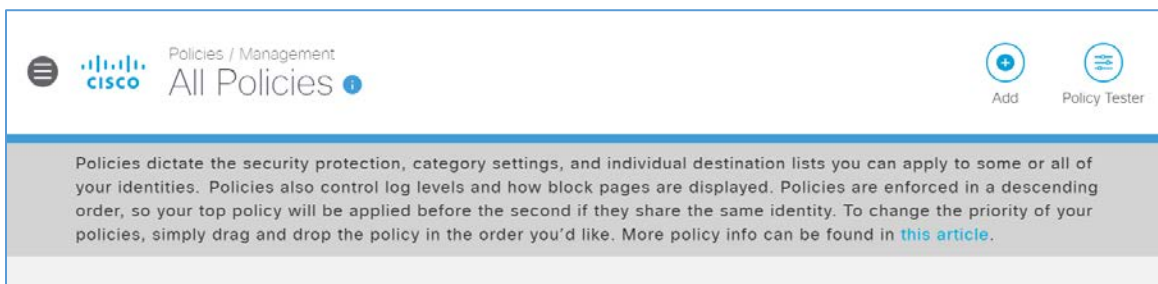 Policies / Management
CISCO
All Policies
Add
Policy Tester
Policies dictate the security protection, category settings, and individual destination lists you can apply to some or all of
your identities. Policies also control log levels and how block pages are displayed. Policies are enforced in a descending
order, so your top policy will be applied before the second if they share the same identity. To change the priority of your
policies, simply drag and drop the policy in the order you'd like. More policy info can be found in this article.